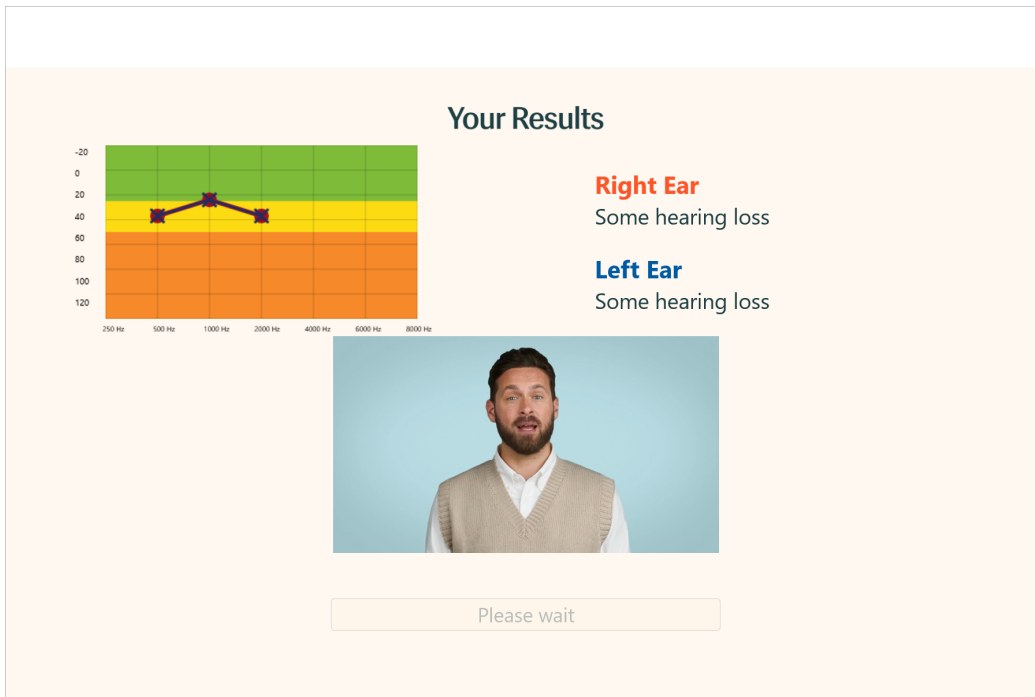 Your Results
-20
0
20
40
60
80
100
120
250 Hz 500 Hz 1000 Hz 2000 Hz 4000 Hz 6000 Hz 8000 Hz
Right Ear
Some hearing loss
Left Ear
Some hearing loss
Please wait